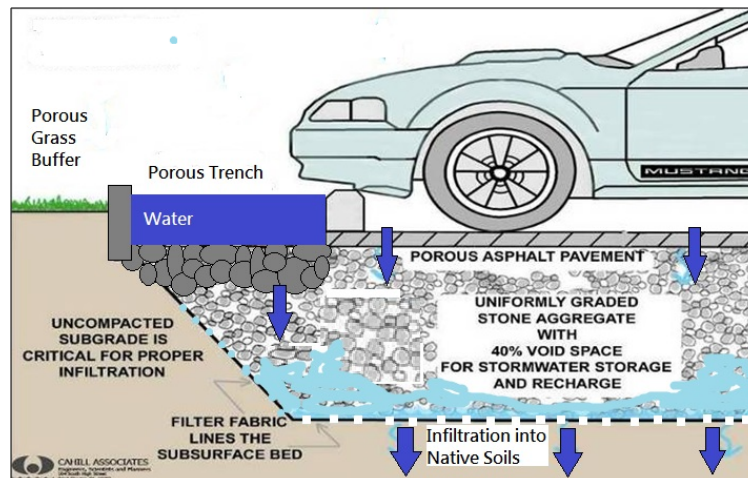 Porous
Grass
Buffer
Porous Trench
Water
MUSTANG
POROUS ASPHALT PAVEMENT
UNIFORMLY GRADED
STONE AGGREGATE
WITH
40% VOID SPACE
FOR STORMWATER STORAGE
AND RECHARGE
UNCOMPACTED
SUBGRADE IS
CRITICAL FOR PROPER
INFILTRATION
FILTER FABRIC
LINES THE
SUBSURFACE BED
Infiltration into
Native Soils
CAHILL ASSOCIATES